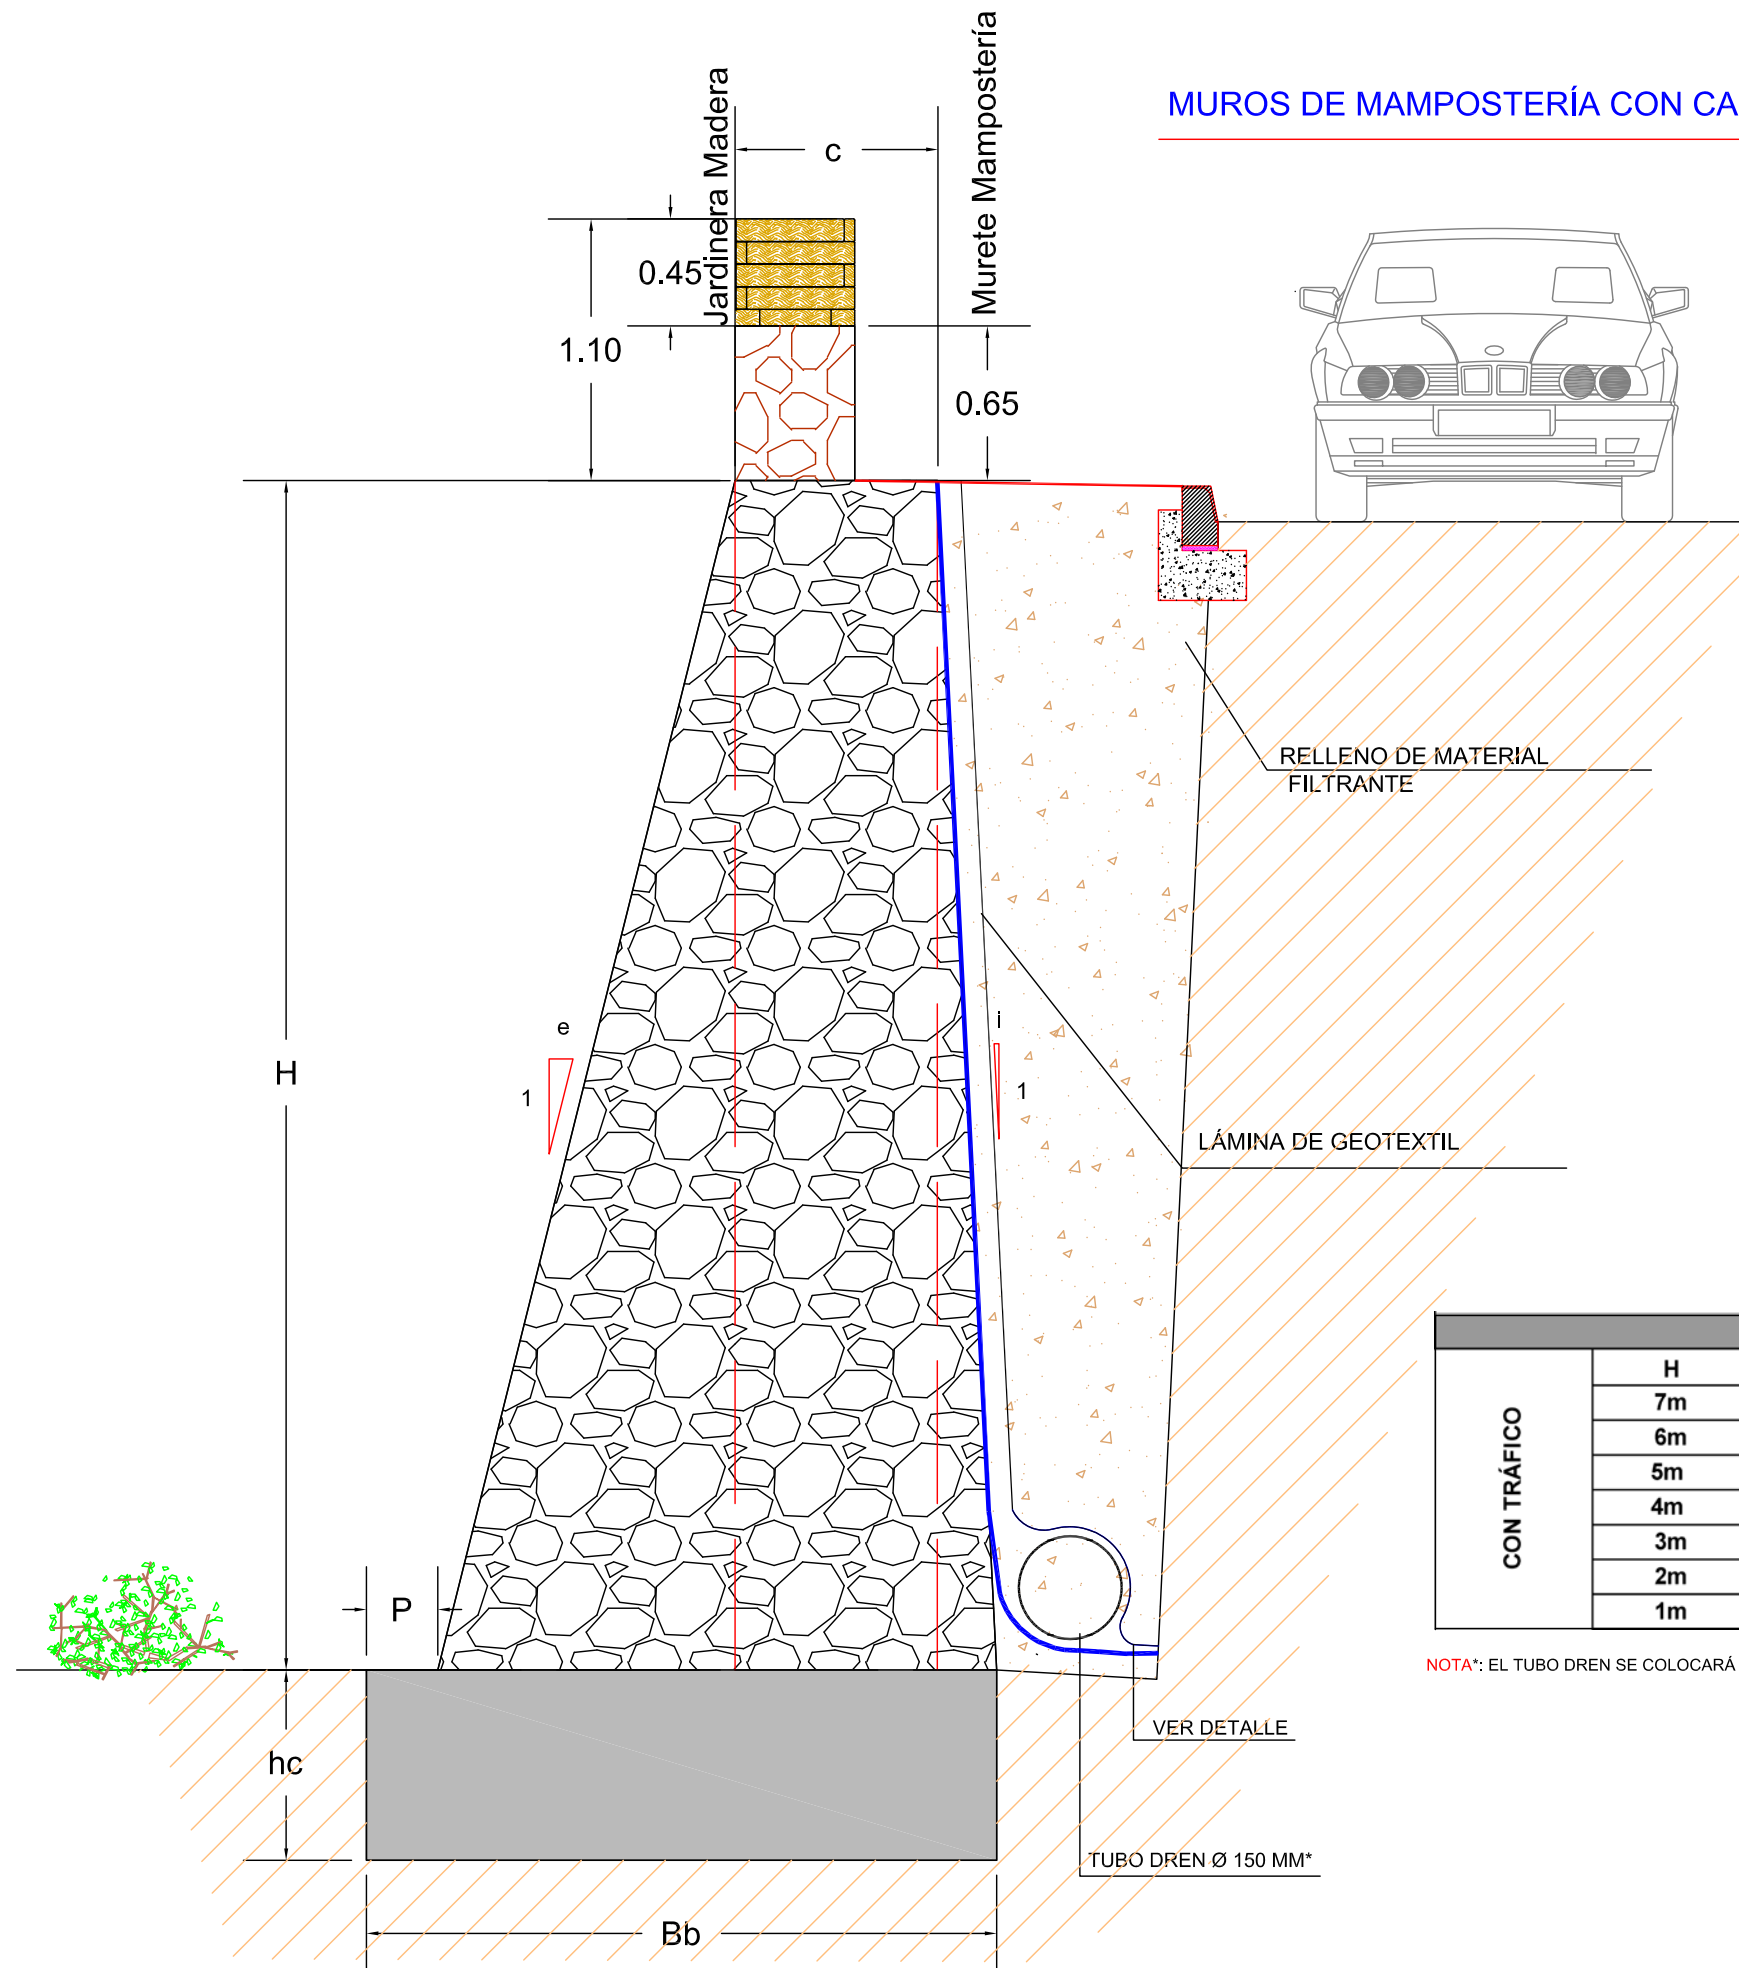 MUROS DE MAMPOSTERÍA CON CA
Jardinera Madera
Murete Mampostería
c
0.45
1.10
0.65
RELLENO DE MATERIAL
FILTRANTE
e
1
i
1
H
LÁMINA DE GEOTEXTIL
CON TRÁFICO
H
7m
6m
5m
4m
3m
2m
1m
P
NOTA*: EL TUBO DREN SE COLOCARÁ
VER DETALLE
hc
TUBO DREN Ø 150 MM*
Bb